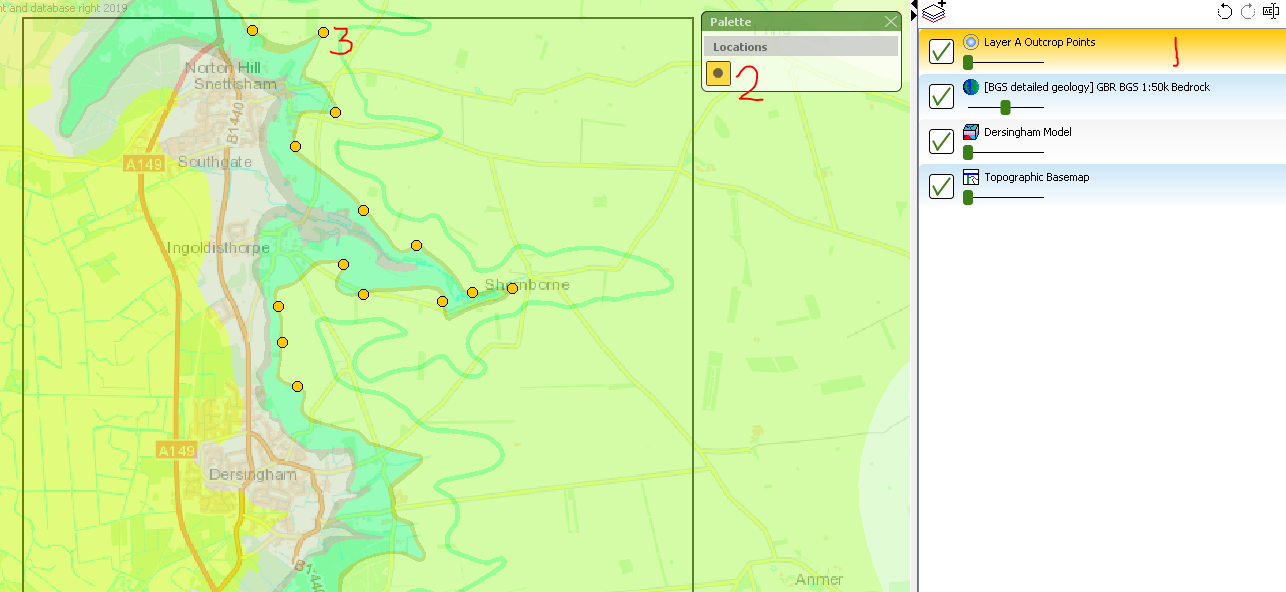 nt and database right 2019
3
Palette
Locations
2
Layer A Outcrop Points
1
[BGS detailed geology] GBR BGS 1:50k Bedrock
Dersingham Model
Topographic Basemap
Norton Hill
Snettisham
B1440
A149
Southgate
Ingoldisthorpe
Shernborne
A149
Dersingham
B1440
Anmer